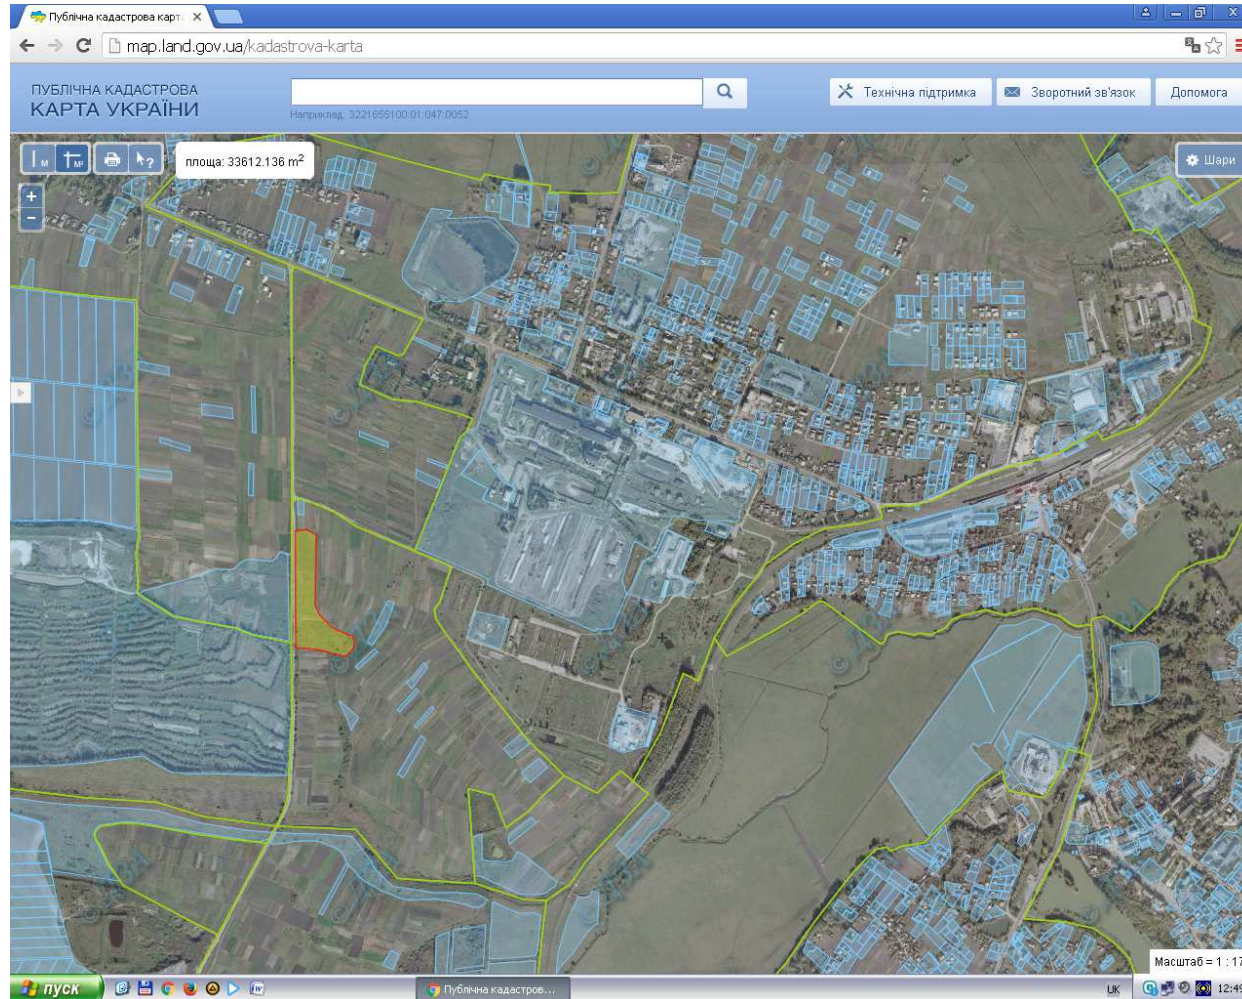 Публічна кадастрова карт
map.land.gov.ua/kadastrova-karta
ПУБЛІЧНА КАДАСТРОВА
КАРТА УКРАЇНИ
Наприклад: 3221655100:01:047:0052
Технічна підтримка
Зворотний зв'язок
Допомога
м
м²
?
площа: 33612.136 m²
Шари
+
−
Масштаб = 1 : 17
пуск
Публічна кадастров...
UK
12:49